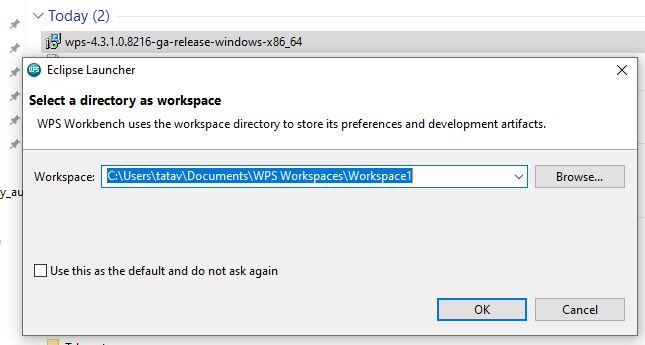 Today (2)
wps-4.3.1.0.8216-ga-release-windows-x86_64
WPS Eclipse Launcher
Select a directory as workspace
WPS Workbench uses the workspace directory to store its preferences and development artifacts.
Workspace: C:\Users\tatav\Documents\WPS Workspaces\Workspace1 Browse...
y_au
Use this as the default and do not ask again
OK Cancel